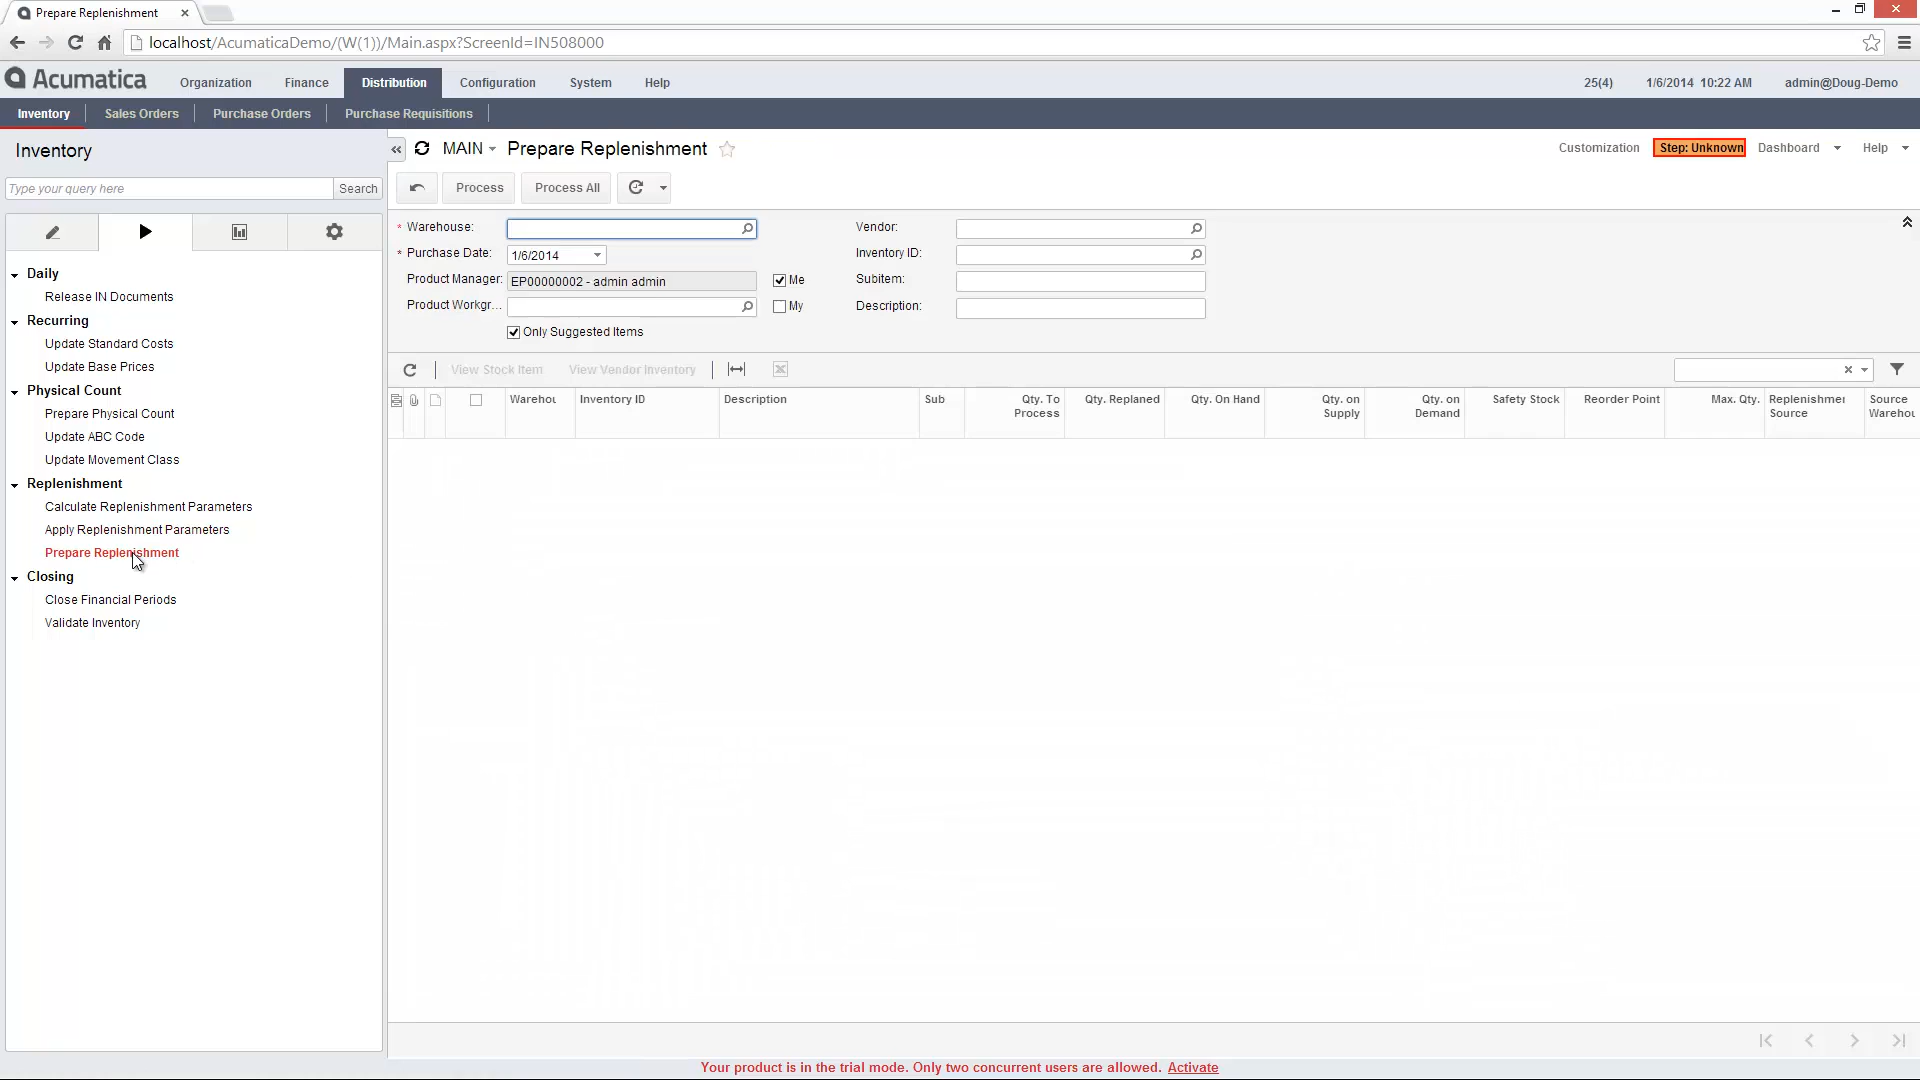 Prepare Replenishment
localhost/AcumaticaDemo/(W(1))/Main.aspx?ScreenId=IN508000
Acumatica
Organization Finance Distribution Configuration System Help
25(4) 1/6/2014 10:22 AM admin@Doug-Demo
Inventory Sales Orders Purchase Orders Purchase Requisitions
Inventory
Type your query here Search
Daily
Release IN Documents
Recurring
Update Standard Costs
Update Base Prices
Physical Count
Prepare Physical Count
Update ABC Code
Update Movement Class
Replenishment
Calculate Replenishment Parameters
Apply Replenishment Parameters
Prepare Replenishment
Closing
Close Financial Periods
Validate Inventory
MAIN Prepare Replenishment
Customization Step: Unknown Dashboard Help
Process Process All
* Warehouse: Vendor:
* Purchase Date: 1/6/2014 Inventory ID:
Product Manager: EP00000002 - admin admin Me Subitem:
Product Workgr... My Description:
Only Suggested Items
View Stock Item View Vendor Inventory
Warehou Inventory ID Description Sub Qty. To Process Qty. Replaned Qty. On Hand Qty. on Supply Qty. on Demand Safety Stock Reorder Point Max. Qty. Replenishmer Source Source Warehou
Your product is in the trial mode. Only two concurrent users are allowed. Activate